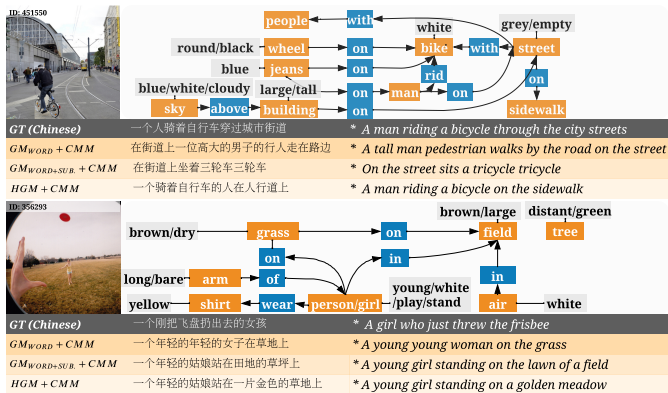 ID: 451550
people
with
white
grey/empty
round/black
wheel
on
bike
with
street
blue
jeans
on
rid
on
blue/white/cloudy
large/tall
on
man
on
sky
above
building
on
sidewalk
GT (Chinese) 一个人骑着自行车穿过城市街道 * A man riding a bicycle through the city streets
GM_WORD + CMM 在街道上一位高大的男子的行人走在路边 * A tall man pedestrian walks by the road on the street
GM_WORD+SUB. + CMM 在街道上坐着三轮车三轮车 * On the street sits a tricycle tricycle
HGM + CMM 一个骑着自行车的人在人行道上 * A man riding a bicycle on the sidewalk
ID: 356293
brown/large
distant/green
brown/dry
grass
on
field
tree
on
in
long/bare
arm
of
in
young/white
/play/stand
yellow
shirt
wear
person/girl
air
white
GT (Chinese) 一个刚把飞盘扔出去的女孩 * A girl who just threw the frisbee
GM_WORD + CMM 一个年轻的年轻的女子在草地上 * A young young woman on the grass
GM_WORD+SUB. + CMM 一个年轻的姑娘站在田地的草坪上 * A young girl standing on the lawn of a field
HGM + CMM 一个年轻的姑娘站在一片金色的草地上 * A young girl standing on a golden meadow